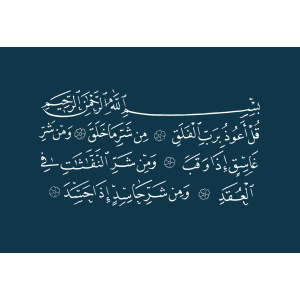 بِسْمِ اللَّهِ الرَّحْمَٰنِ الرَّحِيمِ
قُلْ أَعُوذُ بِرَبِّ الْفَلَقِ ۞ مِن شَرِّ مَا خَلَقَ ۞ وَمِن شَرِّ
غَاسِقٍ إِذَا وَقَبَ ۞ وَمِن شَرِّ النَّفَّاثَاتِ فِي
الْعُقَدِ ۞ وَمِن شَرِّ حَاسِدٍ إِذَا حَسَدَ ۞